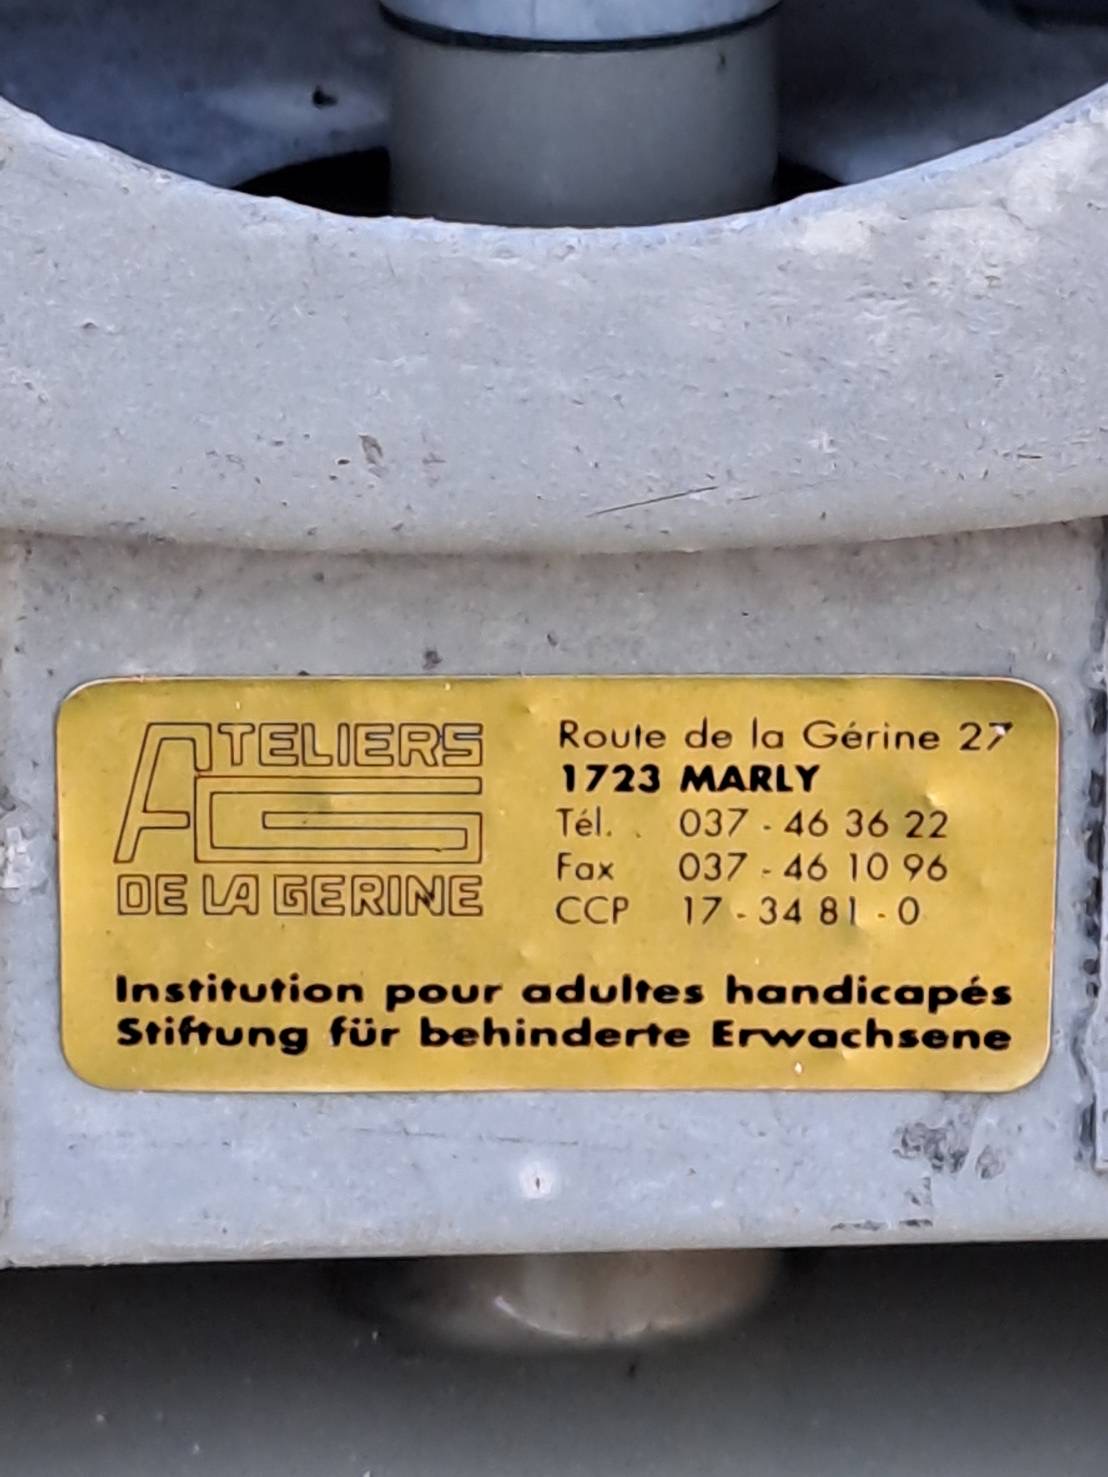 ATELIERS
AG
DE LA GERINE
Route de la Gérine 27
1723 MARLY
Tél. . 037 - 46 36 22
Fax 037 - 46 10 96
CCP 17 - 34 81 - 0
Institution pour adultes handicapés
Stiftung für behinderte Erwachsene